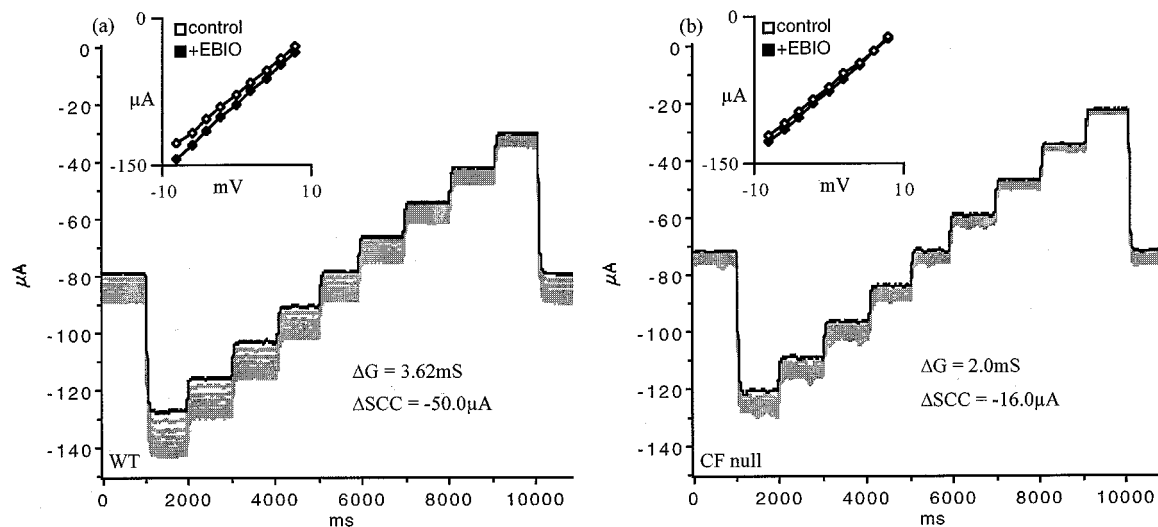 (a)
0
□ control
■ +EBIO
µA
-150
-10
mV
10
0
-20
-40
-60
-80
-100
-120
-140
µA
ΔG = 3.62mS
ΔSCC = -50.0µA
WT
0
2000
4000
6000
8000
10000
ms
(b)
0
□ control
■ +EBIO
µA
-150
-10
mV
10
0
-20
-40
-60
-80
-100
-120
-140
µA
ΔG = 2.0mS
ΔSCC = -16.0µA
CF null
0
2000
4000
6000
8000
10000
ms